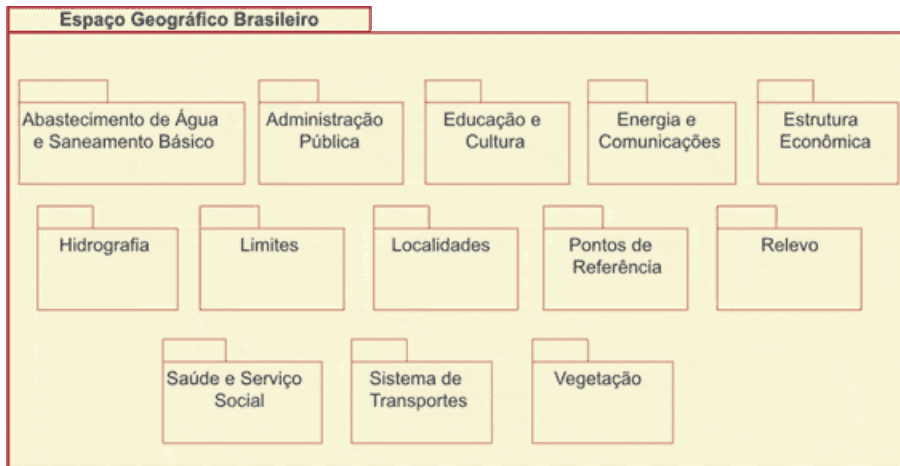 Espaço Geográfico Brasileiro
Abastecimento de Água
e Saneamento Básico
Administração
Pública
Educação e
Cultura
Energia e
Comunicações
Estrutura
Econômica
Hidrografia
Limites
Localidades
Pontos de
Referência
Relevo
Saúde e Serviço
Social
Sistema de
Transportes
Vegetação